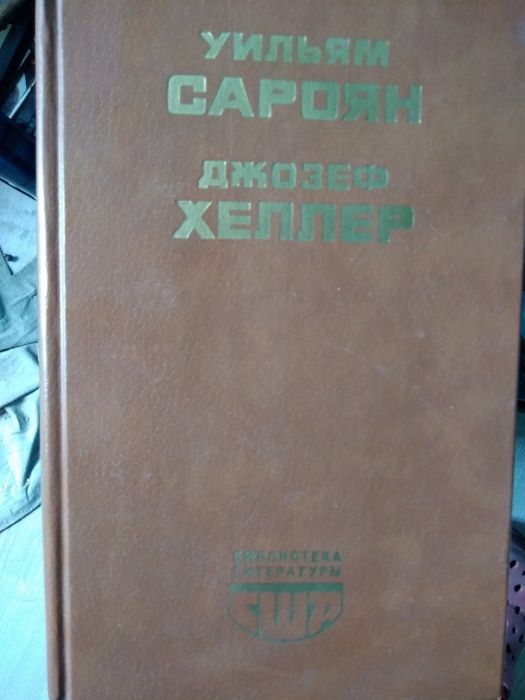 УИЛЬЯМ
САРОЯН
ДЖОЗЕФ
ХЕЛЛЕР
БИБЛИОТЕКА
ЛИТЕРАТУРЫ
США